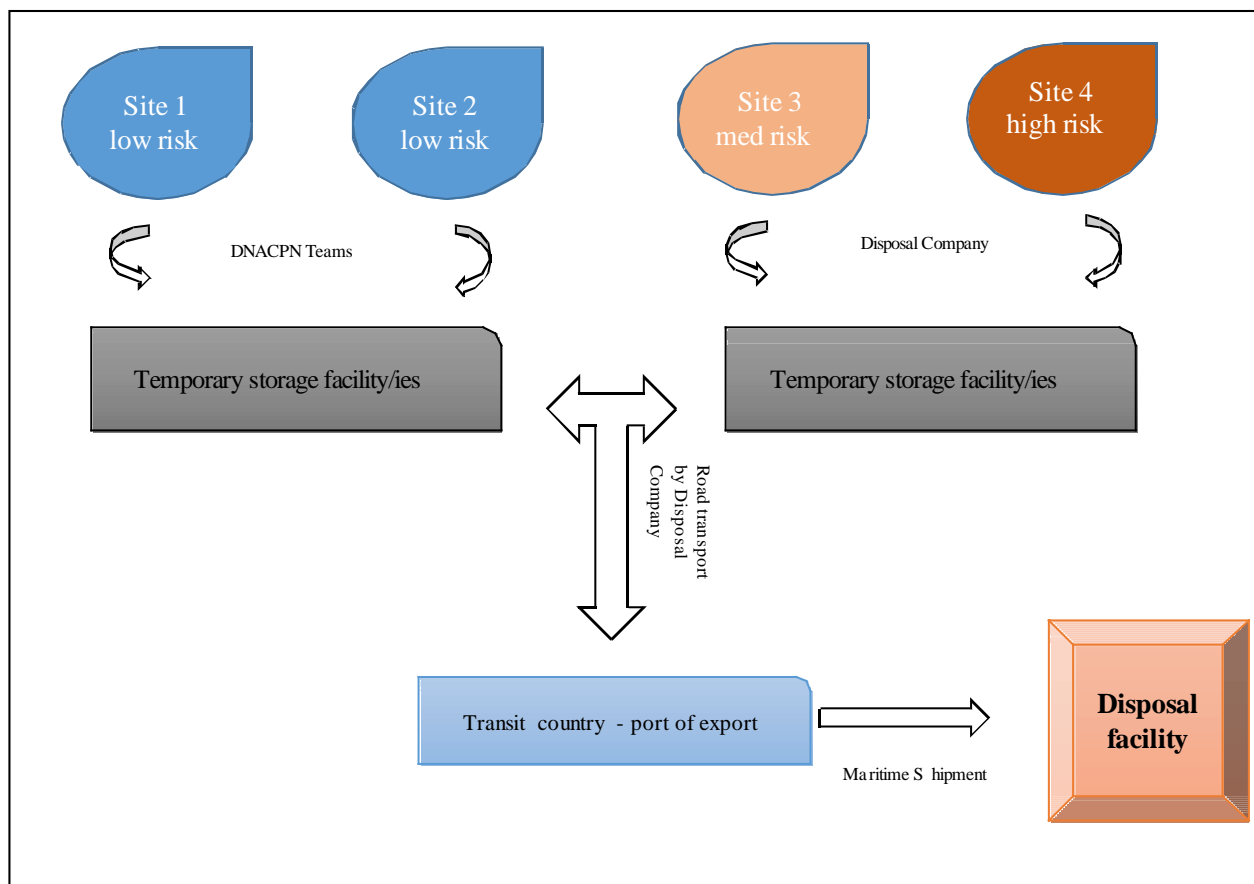 Site 1
low risk
Site 2
low risk
Site 3
med risk
Site 4
high risk
DNACPN Teams
Disposal Company
Temporary storage facility/ies
Temporary storage facility/ies
Road transport
by Disposal
Company
Transit country - port of export
Maritime S hipment
Disposal
facility